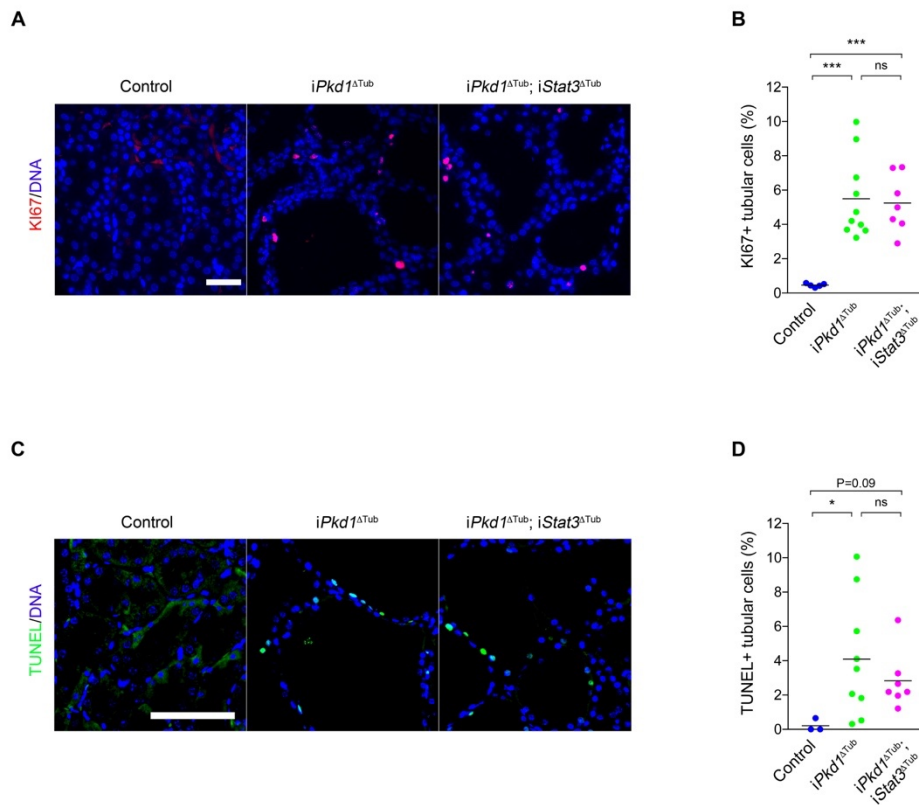 A
Control
iPkd1ΔTub
iPkd1ΔTub; iStat3ΔTub
KI67/DNA
B
***
***
ns
KI67+ tubular cells (%)
12
10
8
6
4
2
0
Control
iPkd1ΔTub
iPkd1ΔTub;
iStat3ΔTub
C
Control
iPkd1ΔTub
iPkd1ΔTub; iStat3ΔTub
TUNEL/DNA
D
P=0.09
*
ns
TUNEL+ tubular cells (%)
12
10
8
6
4
2
0
Control
iPkd1ΔTub
iPkd1ΔTub;
iStat3ΔTub